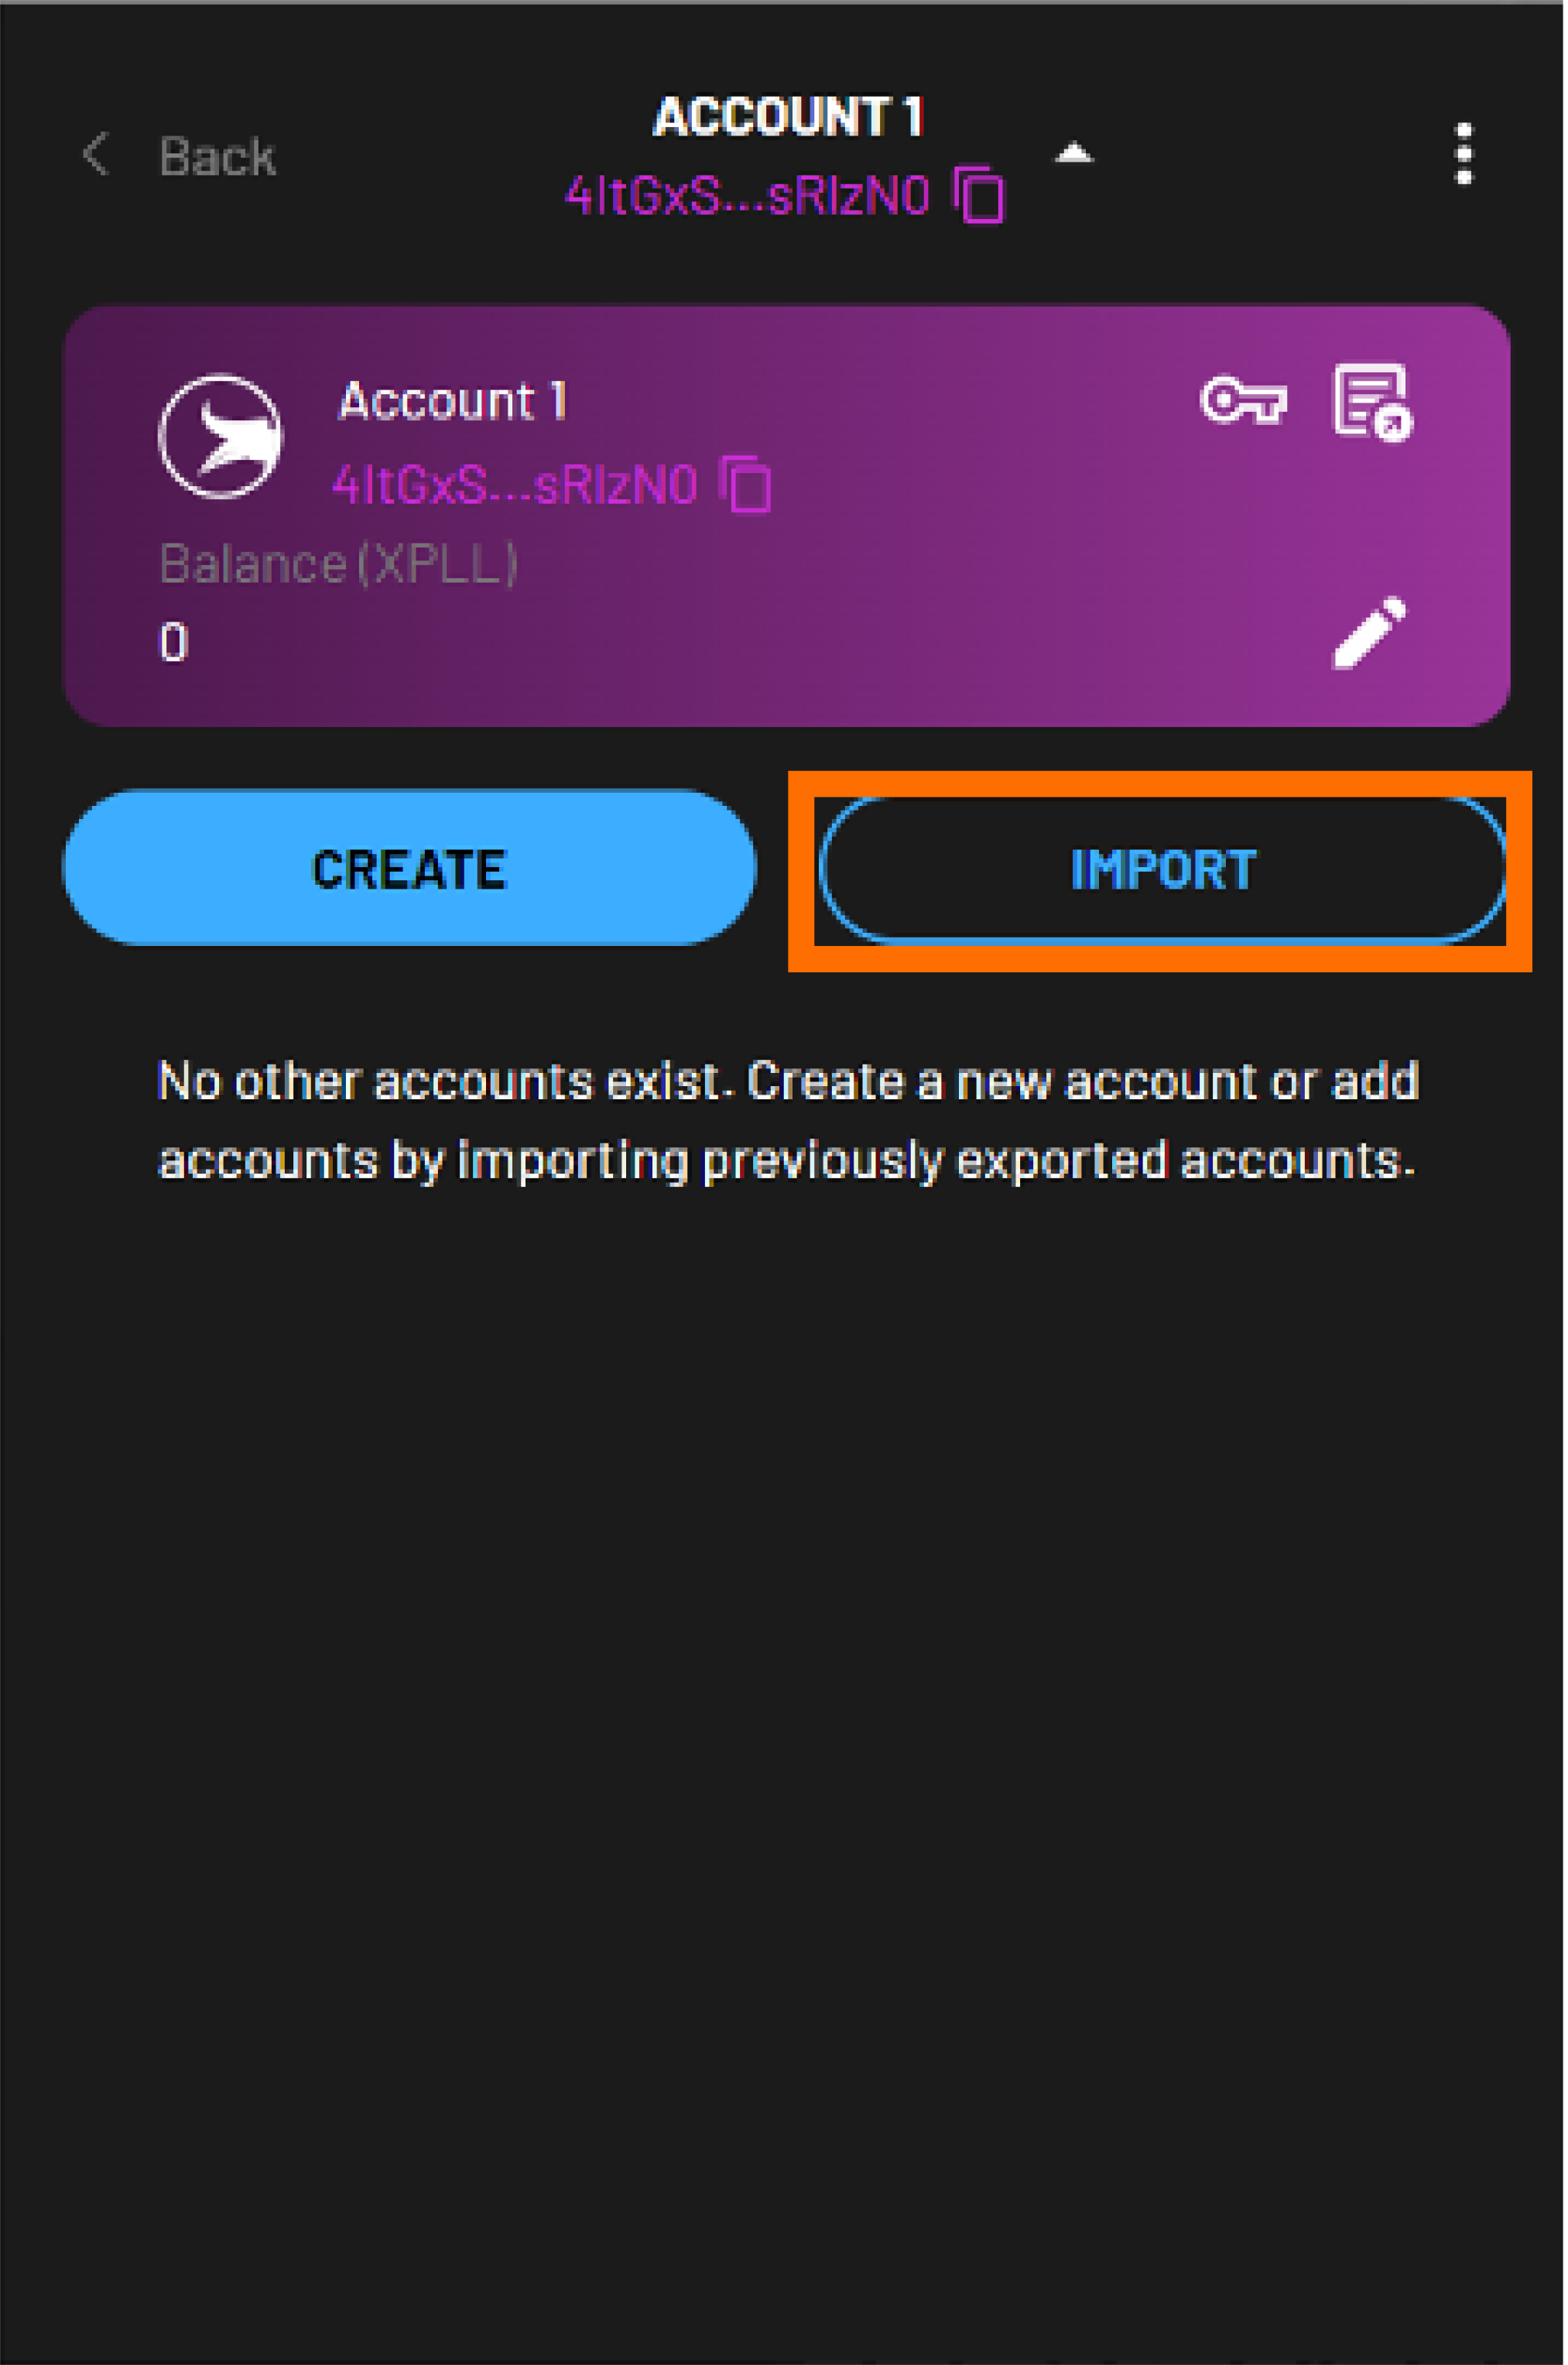 Back
ACCOUNT 1
4ItGxS...sRIzN0
Account 1
4ItGxS...sRIzN0
Balance (XPLL)
0
CREATE
IMPORT
No other accounts exist. Create a new account or add
accounts by importing previously exported accounts.